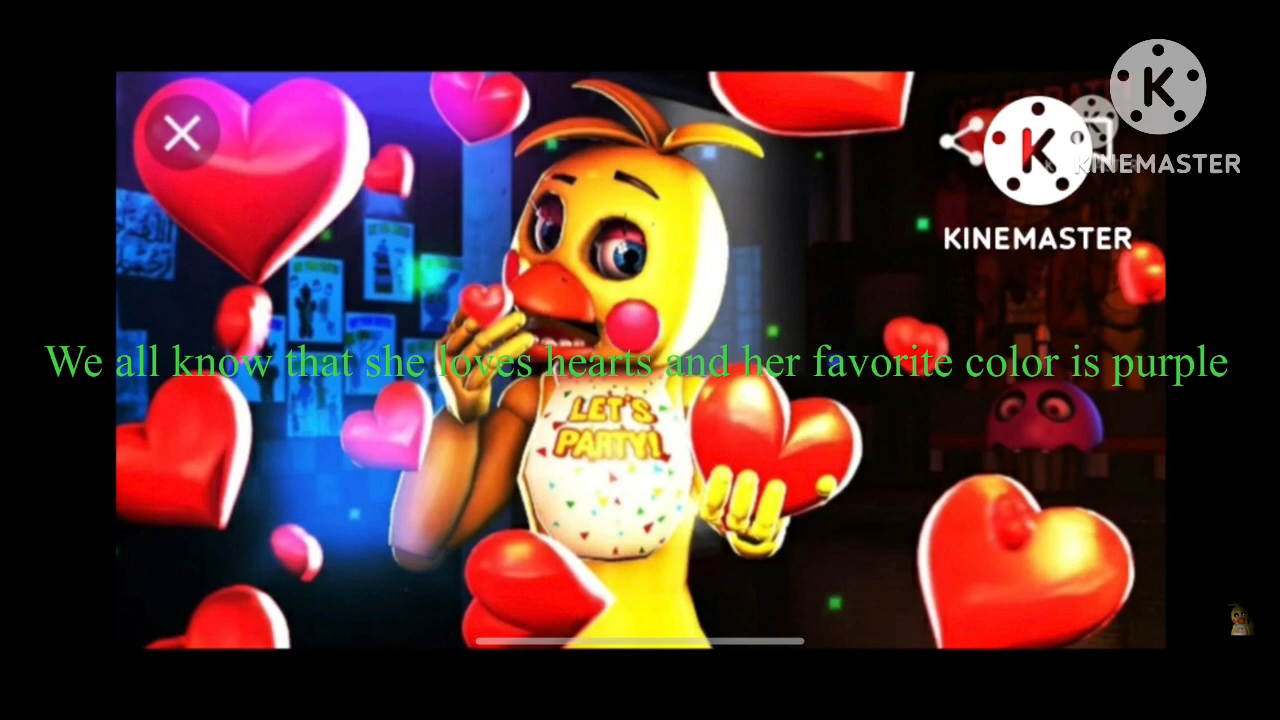 KINEMASTER
KINEMASTER
We all know that she loves hearts and her favorite color is purple
LET'S
PARTY!